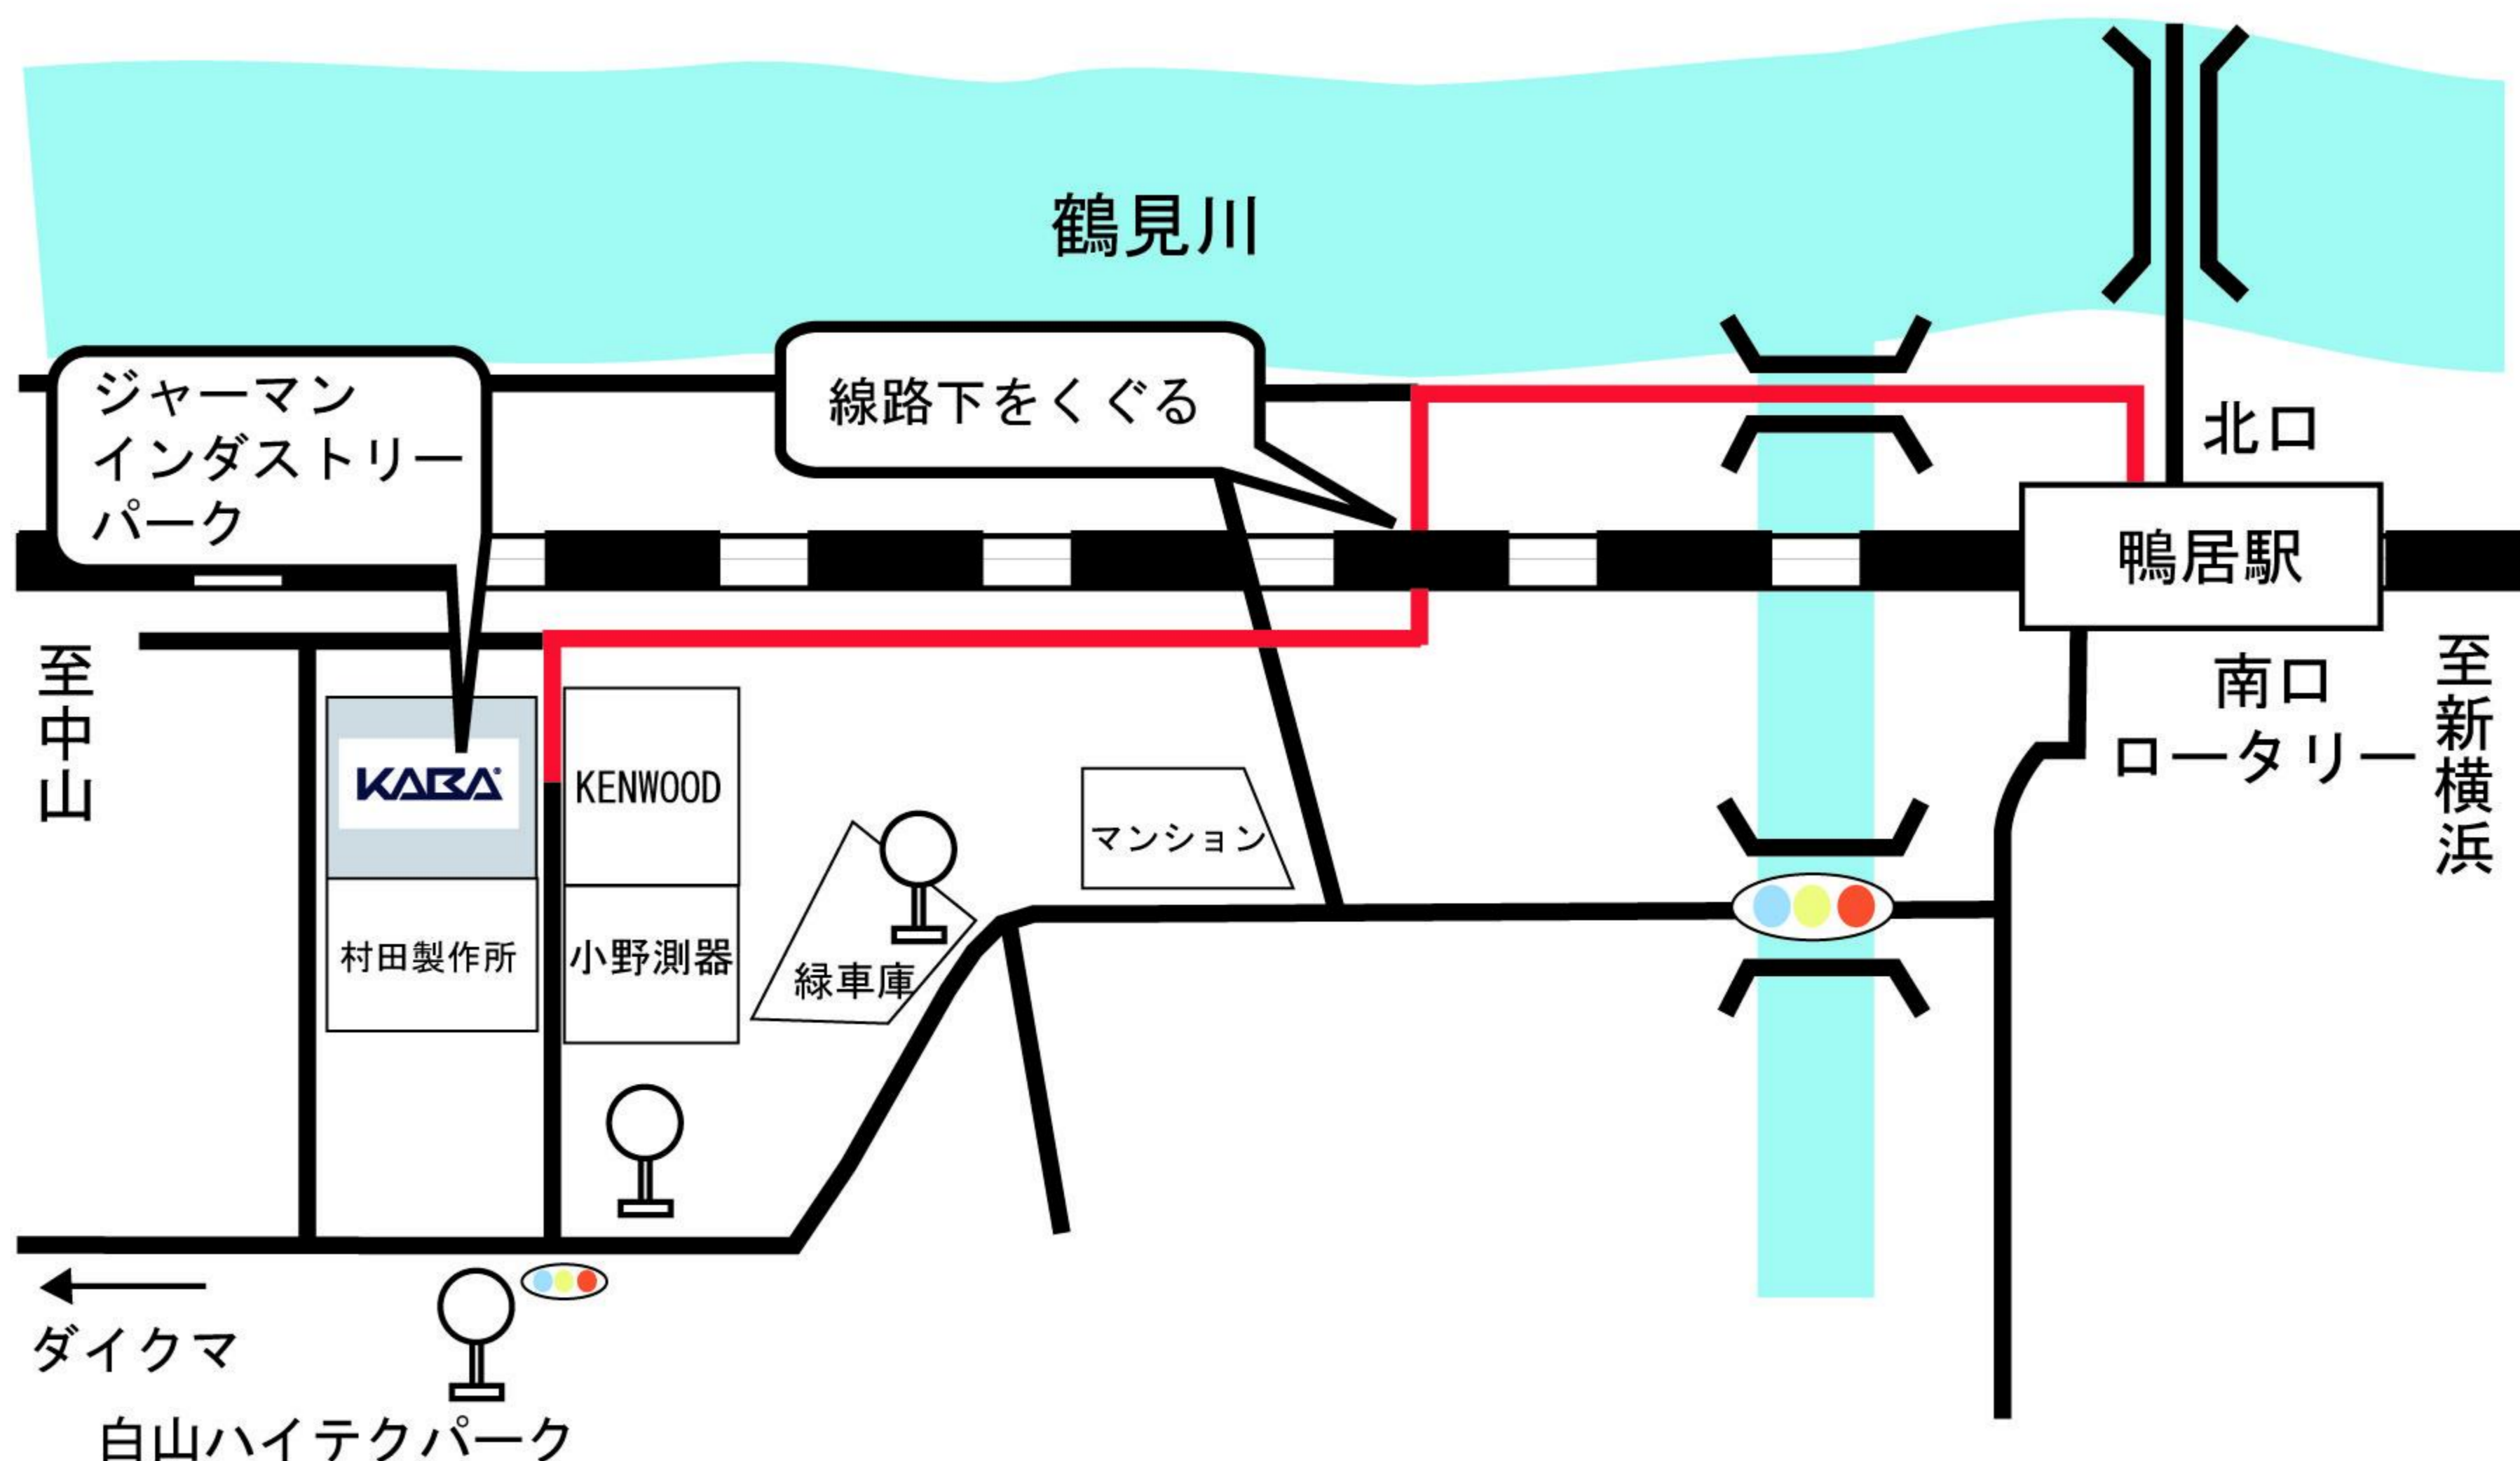 鶴見川
ジャーマン
インダストリー
パーク
線路下をくぐる
北口
鴨居駅
至中山
南口
ロータリー
至新横浜
KABA®
KENWOOD
マンション
村田製作所
小野測器
緑車庫
ダイクマ
白山ハイテクパーク